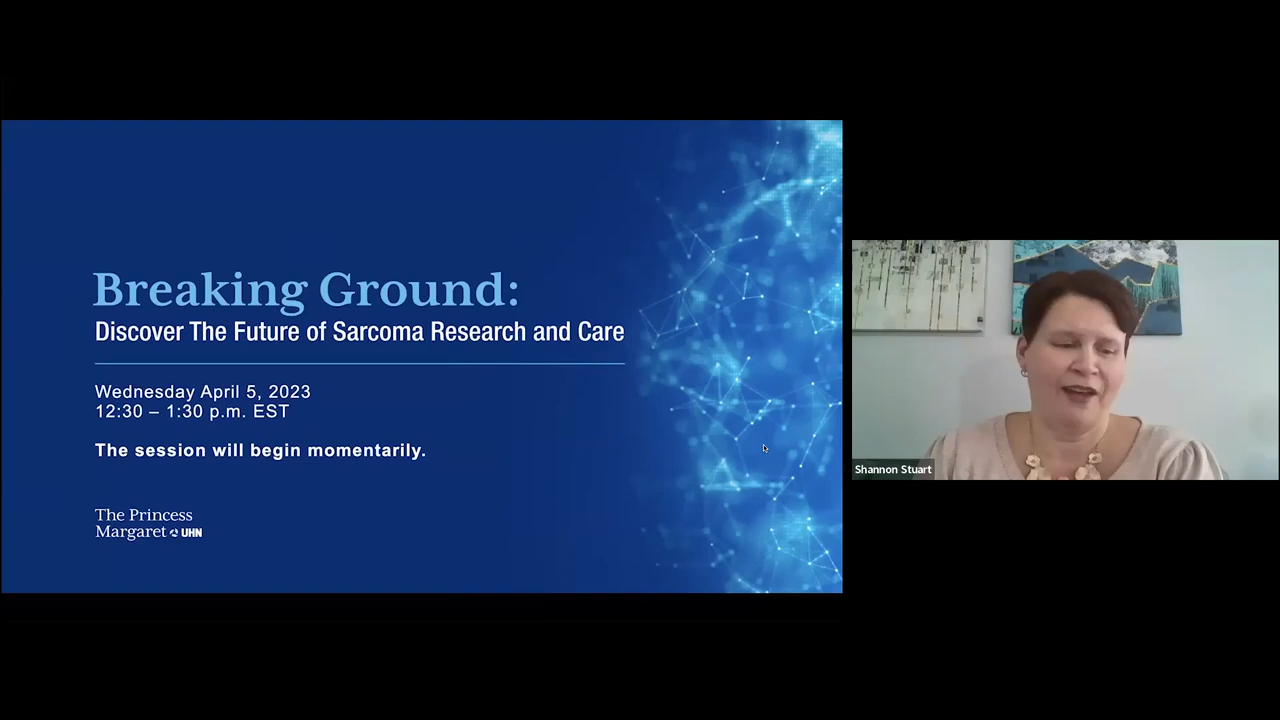 Breaking Ground:
Discover The Future of Sarcoma Research and Care
Wednesday April 5, 2023
12:30 – 1:30 p.m. EST
The session will begin momentarily.
The Princess
Margaret UHN
Shannon Stuart